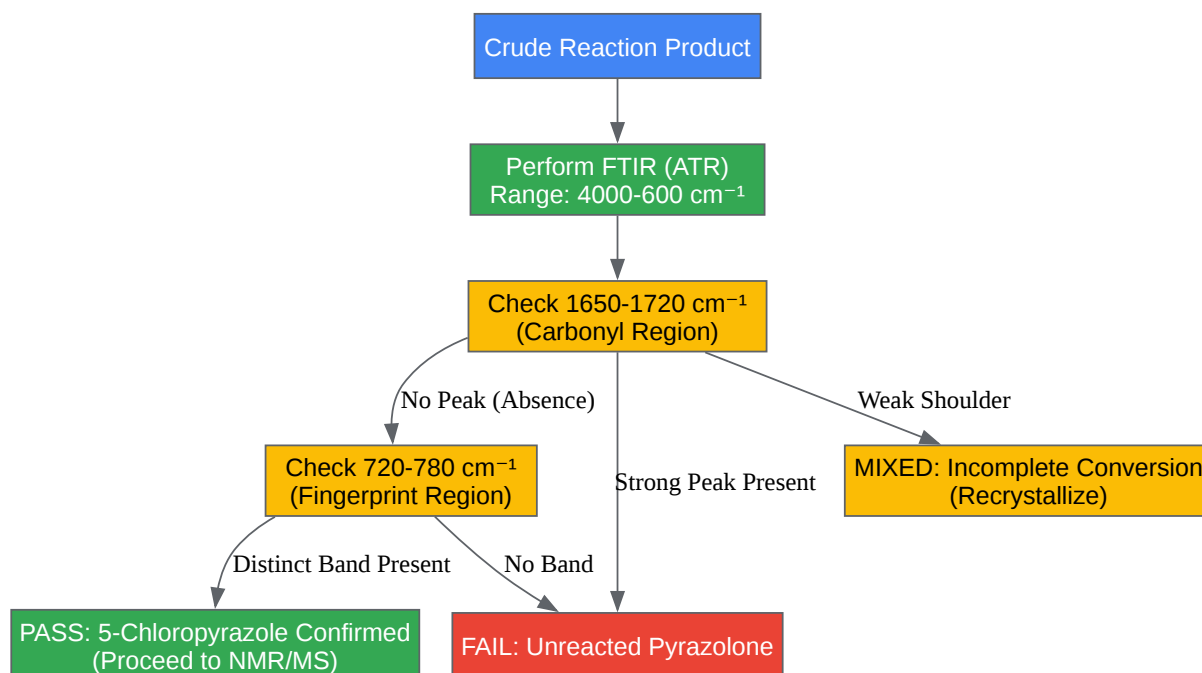 Crude Reaction Product
Perform FTIR (ATR)
Range: 4000-600 cm⁻¹
Check 1650-1720 cm⁻¹
(Carbonyl Region)
No Peak (Absence)
Weak Shoulder
Check 720-780 cm⁻¹
(Fingerprint Region)
Strong Peak Present
MIXED: Incomplete Conversion
(Recrystallize)
Distinct Band Present
No Band
PASS: 5-Chloropyrazole Confirmed
(Proceed to NMR/MS)
FAIL: Unreacted Pyrazolone